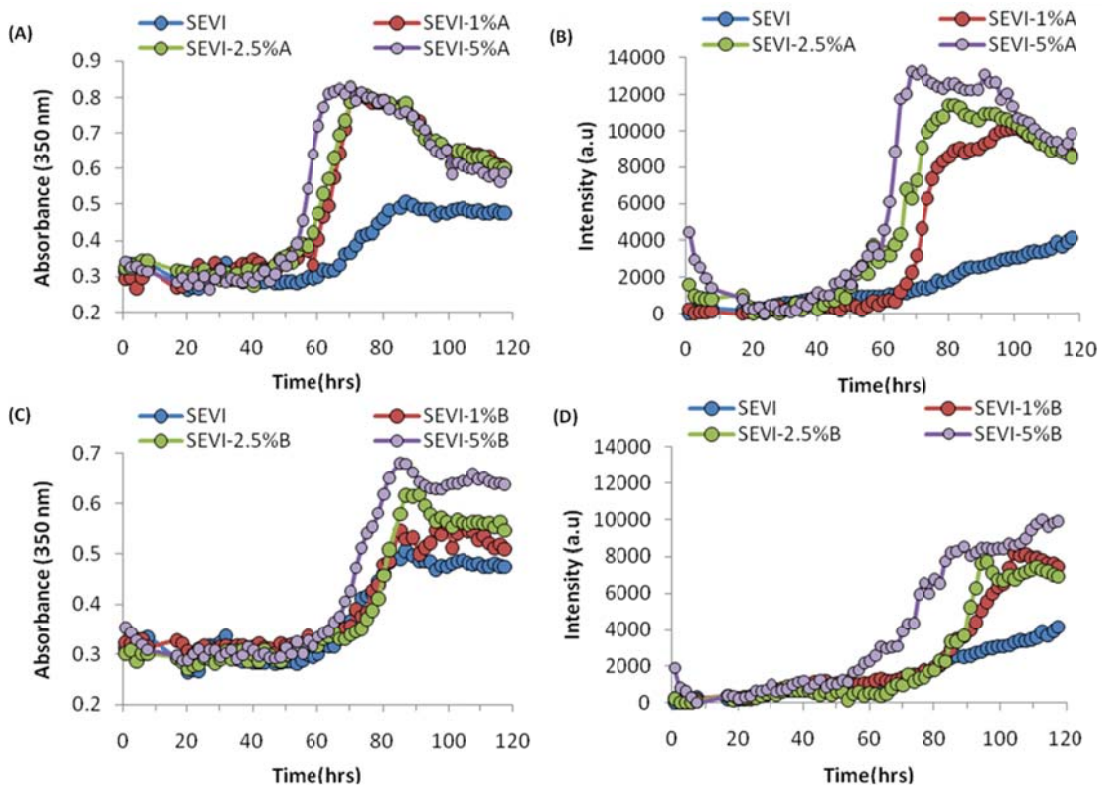 (A)
SEVI
SEVI-1%A
SEVI-2.5%A
SEVI-5%A
Absorbance (350 nm)
0.9
0.8
0.7
0.6
0.5
0.4
0.3
0.2
0 20 40 60 80 100 120
Time(hrs)
(B)
SEVI
SEVI-1%A
SEVI-2.5%A
SEVI-5%A
Intensity (a.u)
14000
12000
10000
8000
6000
4000
2000
0
0 20 40 60 80 100 120
Time(hrs)
(C)
SEVI
SEVI-1%B
SEVI-2.5%B
SEVI-5%B
Absorbance (350 nm)
0.7
0.6
0.5
0.4
0.3
0.2
0 20 40 60 80 100 120
Time(hrs)
(D)
SEVI
SEVI-1%B
SEVI-2.5%B
SEVI-5%B
Intensity (a.u)
14000
12000
10000
8000
6000
4000
2000
0
0 20 40 60 80 100 120
Time(hrs)